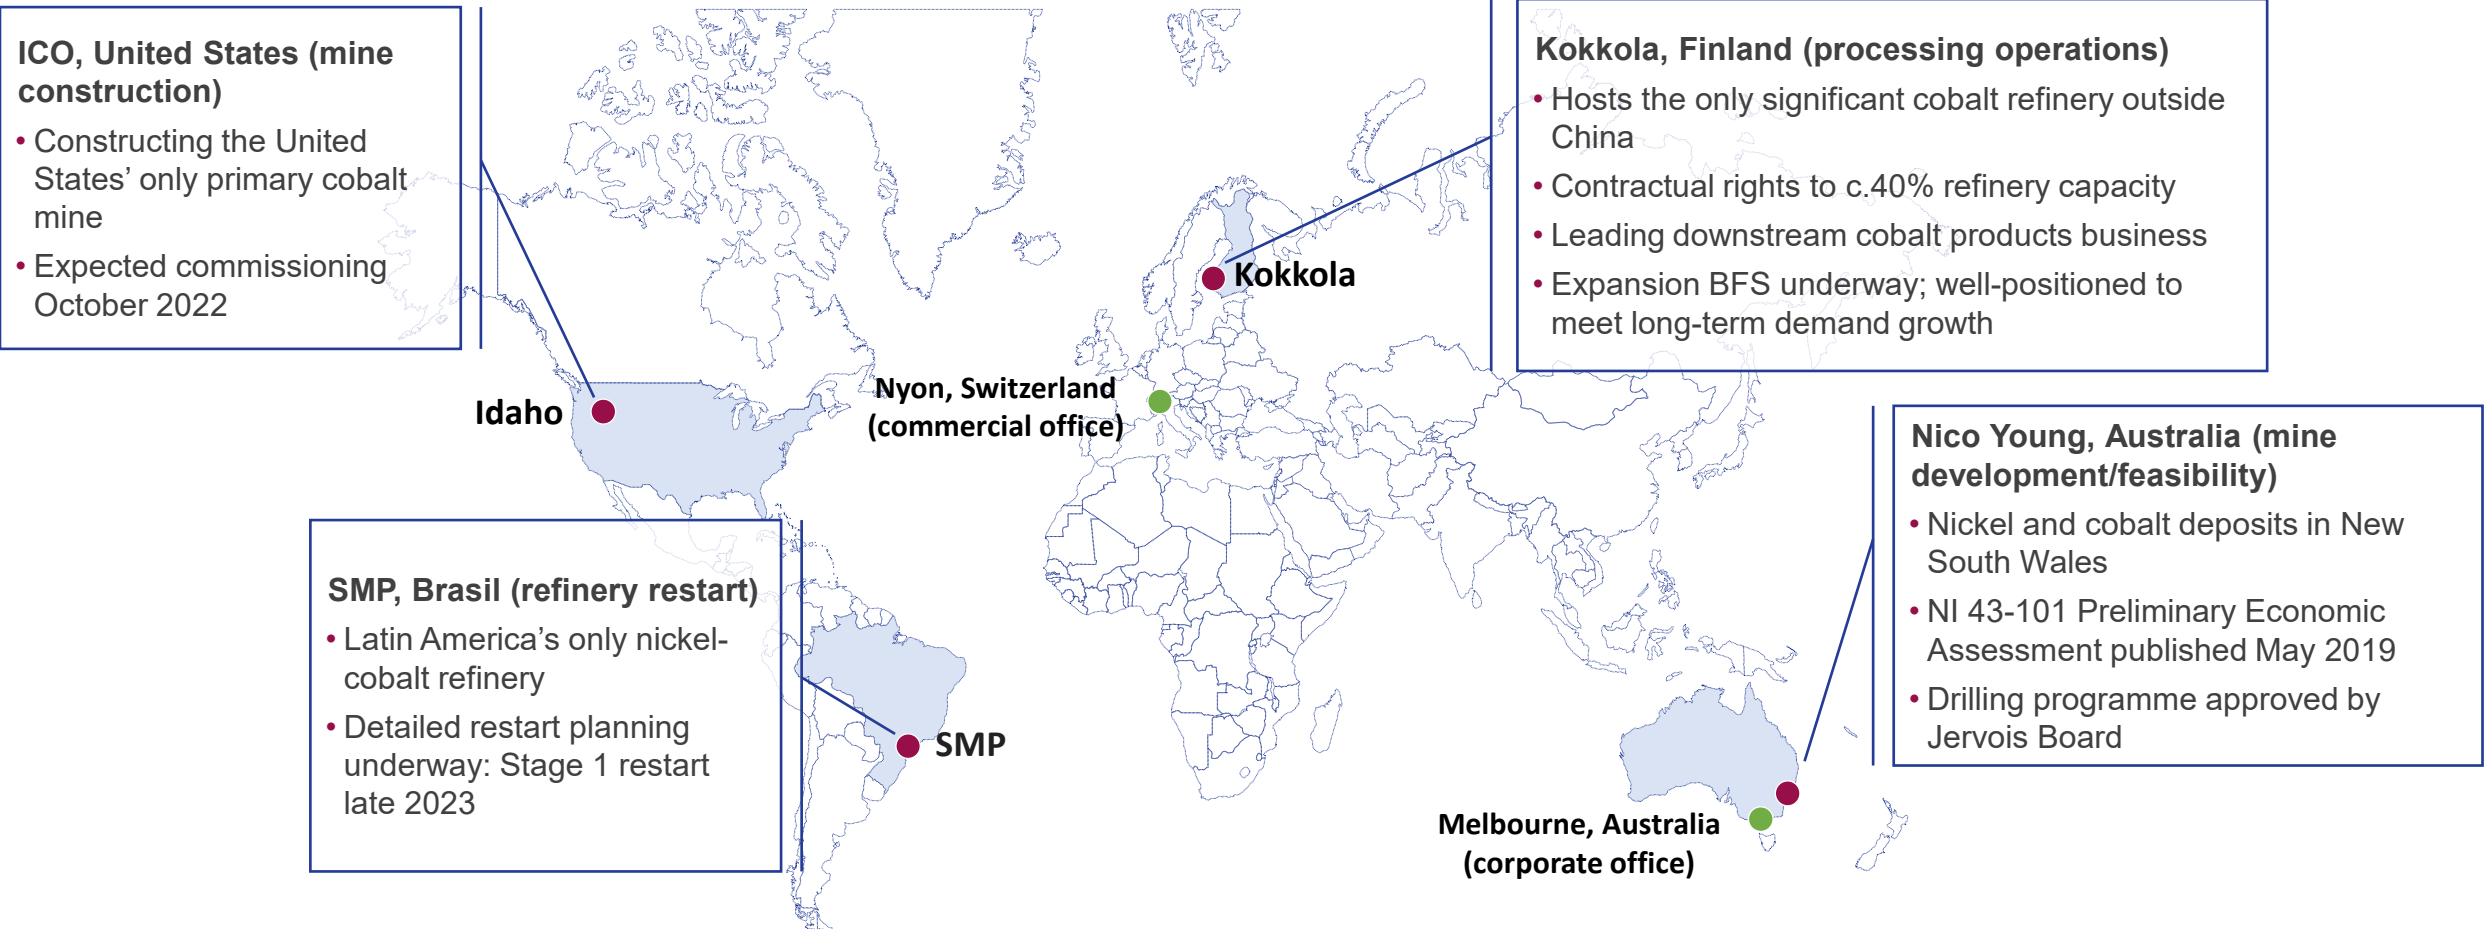 ICO, United States (mine
construction)
• Constructing the United
States’ only primary cobalt
mine
• Expected commissioning
October 2022
Kokkola, Finland (processing operations)
• Hosts the only significant cobalt refinery outside
China
• Contractual rights to c.40% refinery capacity
• Leading downstream cobalt products business
• Expansion BFS underway; well-positioned to
meet long-term demand growth
Kokkola
Idaho
Nyon, Switzerland
(commercial office)
Nico Young, Australia (mine
development/feasibility)
• Nickel and cobalt deposits in New
South Wales
• NI 43-101 Preliminary Economic
Assessment published May 2019
• Drilling programme approved by
Jervois Board
SMP, Brasil (refinery restart)
• Latin America’s only nickel-
cobalt refinery
• Detailed restart planning
underway: Stage 1 restart
late 2023
SMP
Melbourne, Australia
(corporate office)